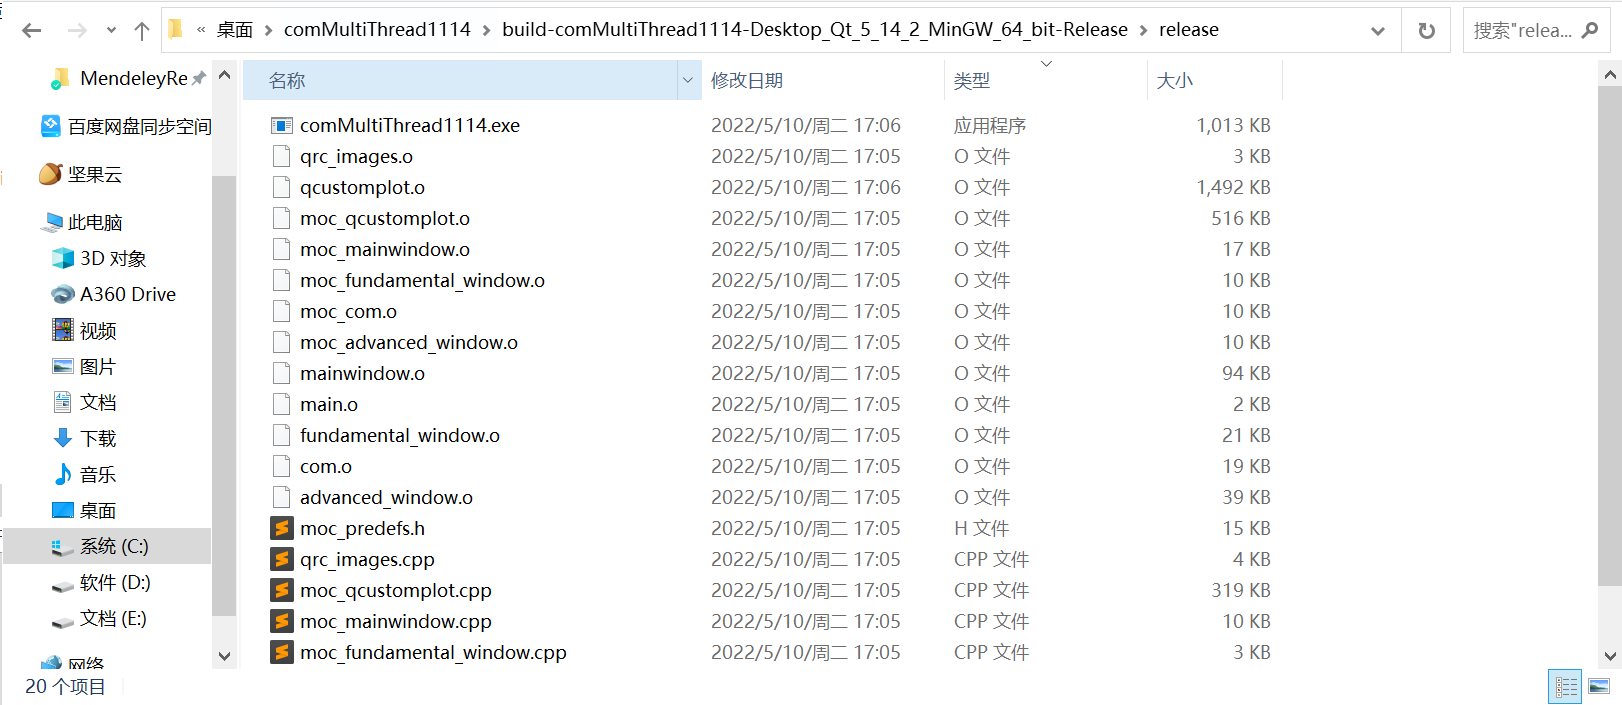 « 桌面 > comMultiThread1114 > build-comMultiThread1114-Desktop_Qt_5_14_2_MinGW_64_bit-Release > release
搜索"relea...
MendeleyRe
百度网盘同步空间
坚果云
此电脑
3D 对象
A360 Drive
视频
图片
文档
下载
音乐
桌面
系统 (C:)
软件 (D:)
文档 (E:)
网络
名称 修改日期 类型 大小
comMultiThread1114.exe 2022/5/10/周二 17:06 应用程序 1,013 KB
qrc_images.o 2022/5/10/周二 17:05 O 文件 3 KB
qcustomplot.o 2022/5/10/周二 17:06 O 文件 1,492 KB
moc_qcustomplot.o 2022/5/10/周二 17:05 O 文件 516 KB
moc_mainwindow.o 2022/5/10/周二 17:05 O 文件 17 KB
moc_fundamental_window.o 2022/5/10/周二 17:05 O 文件 10 KB
moc_com.o 2022/5/10/周二 17:05 O 文件 10 KB
moc_advanced_window.o 2022/5/10/周二 17:05 O 文件 10 KB
mainwindow.o 2022/5/10/周二 17:05 O 文件 94 KB
main.o 2022/5/10/周二 17:05 O 文件 2 KB
fundamental_window.o 2022/5/10/周二 17:05 O 文件 21 KB
com.o 2022/5/10/周二 17:05 O 文件 19 KB
advanced_window.o 2022/5/10/周二 17:05 O 文件 39 KB
moc_predefs.h 2022/5/10/周二 17:05 H 文件 15 KB
qrc_images.cpp 2022/5/10/周二 17:05 CPP 文件 4 KB
moc_qcustomplot.cpp 2022/5/10/周二 17:05 CPP 文件 319 KB
moc_mainwindow.cpp 2022/5/10/周二 17:05 CPP 文件 10 KB
moc_fundamental_window.cpp 2022/5/10/周二 17:05 CPP 文件 3 KB
20 个项目